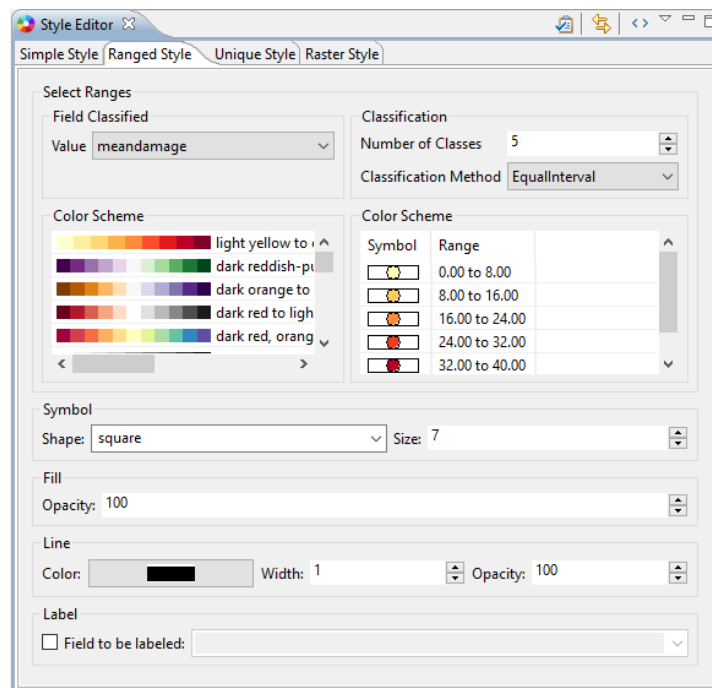 Style Editor
Simple Style Ranged Style Unique Style Raster Style
Select Ranges
Field Classified
Value meandamage
Classification
Number of Classes 5
Classification Method EqualInterval
Color Scheme
light yellow to
dark reddish-pu
dark orange to
dark red to ligh
dark red, orang
Color Scheme
Symbol Range
0.00 to 8.00
8.00 to 16.00
16.00 to 24.00
24.00 to 32.00
32.00 to 40.00
Symbol
Shape: square Size: 7
Fill
Opacity: 100
Line
Color: Width: 1 Opacity: 100
Label
Field to be labeled: